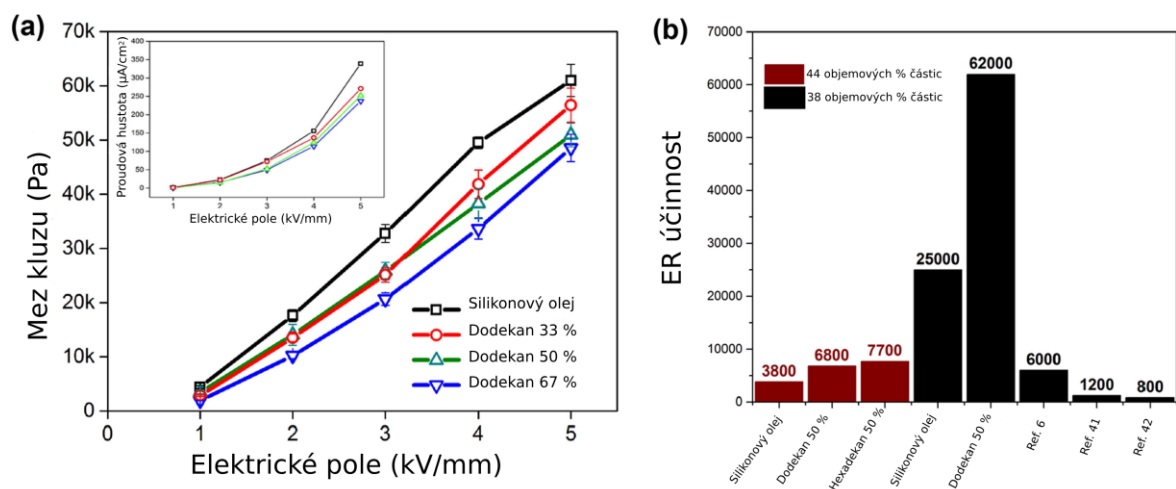 (a)
Mez kluzu (Pa)
70k
60k
50k
40k
30k
20k
10k
0
Proudová hustota (µA/cm²)
400
350
300
250
200
150
100
50
0
1 2 3 4 5
Elektrické pole (kV/mm)
Silikonový olej
Dodekan 33 %
Dodekan 50 %
Dodekan 67 %
1 2 3 4 5
Elektrické pole (kV/mm)
(b)
ER účinnost
70000
60000
50000
40000
30000
20000
10000
0
44 objemových % částic
38 objemových % částic
3800
6800
7700
25000
62000
6000
1200
800
Silikonový olej
Dodekan 50 %
Hexadekan 50 %
Silikonový olej
Dodekan 50 %
Ref. 6
Ref. 41
Ref. 42